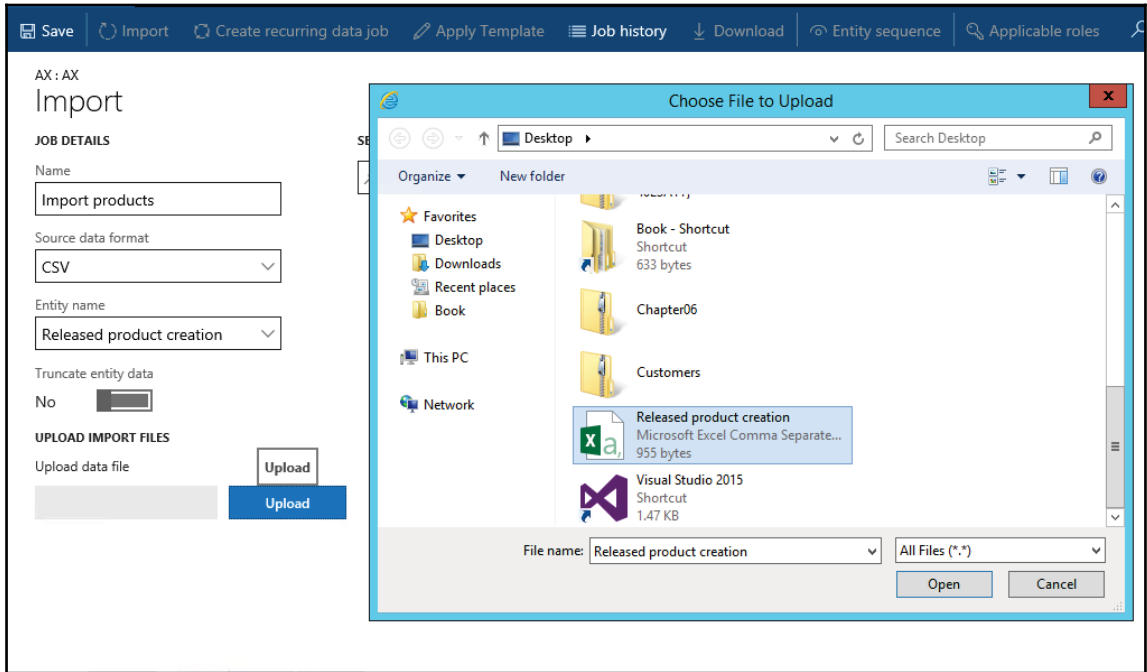 Save Import Create recurring data job Apply Template Job history Download Entity sequence Applicable roles
AX : AX
Import
JOB DETAILS
Name
Import products
Source data format
CSV
Entity name
Released product creation
Truncate entity data
No
UPLOAD IMPORT FILES
Upload data file
Upload
Upload
Choose File to Upload
Desktop
Search Desktop
Organize New folder
Favorites
Desktop
Downloads
Recent places
Book
This PC
Network
Book - Shortcut
Shortcut
633 bytes
Chapter06
Customers
Released product creation
Microsoft Excel Comma Separate...
955 bytes
Visual Studio 2015
Shortcut
1.47 KB
File name: Released product creation All Files (*.*)
Open Cancel